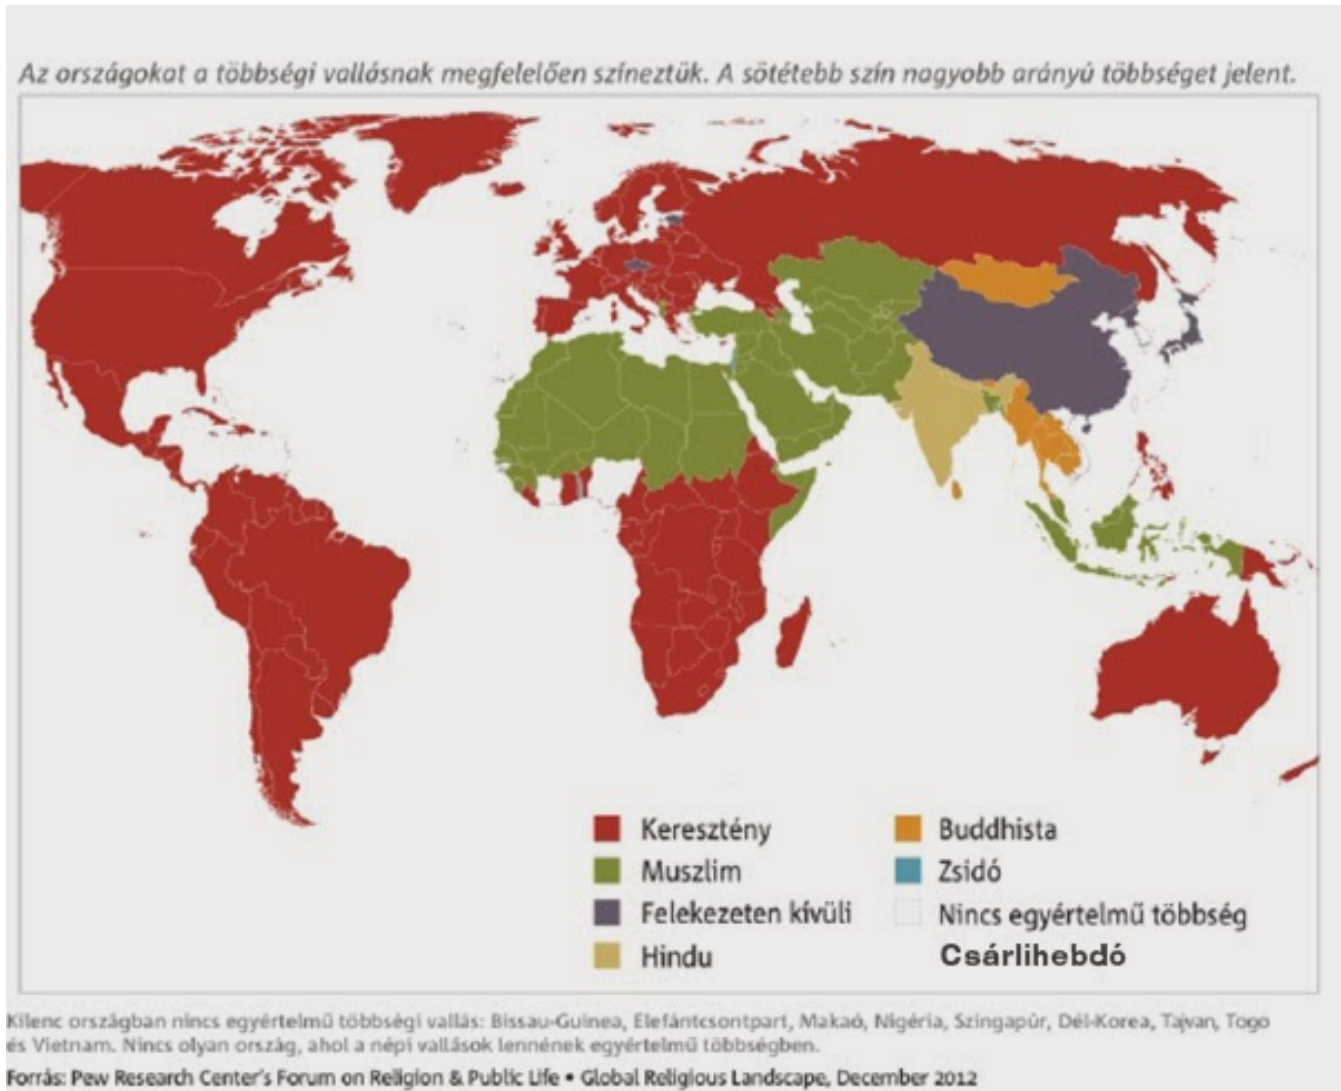 Az országokat a többségi vallásnak megfelelően színeztük. A sötétebb szín nagyobb arányú többséget jelent.
Keresztény
Muszlim
Felekezeten kívüli
Hindu
Buddhista
Zsidó
Nincs egyértelmű többség
Csárlihebdó
Kilenc országban nincs egyértelmű többségi vallás: Bissau-Guinea, Elefántcsontpart, Makaó, Nigéria, Szingapúr, Dél-Korea, Tajvan, Togo
és Vietnam. Nincs olyan ország, ahol a népi vallások lennének egyértelmű többségben.
Forrás: Pew Research Center's Forum on Religion & Public Life • Global Religious Landscape, December 2012